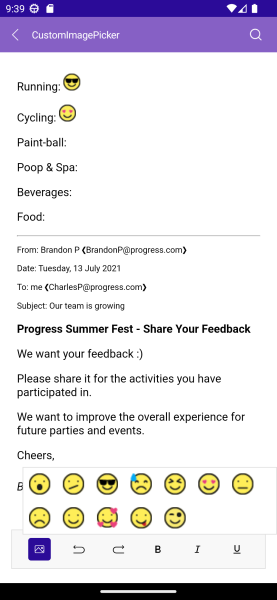 9:39
CustomImagePicker
Running:
Cycling:
Paint-ball:
Poop & Spa:
Beverages:
Food:
From: Brandon P <BrandonP@progress.com>
Date: Tuesday, 13 July 2021
To: me <CharlesP@progress.com>
Subject: Our team is growing
Progress Summer Fest - Share Your Feedback
We want your feedback :)
Please share it for the activities you have
participated in.
We want to improve the overall experience for
future parties and events.
Cheers,
B
B I U